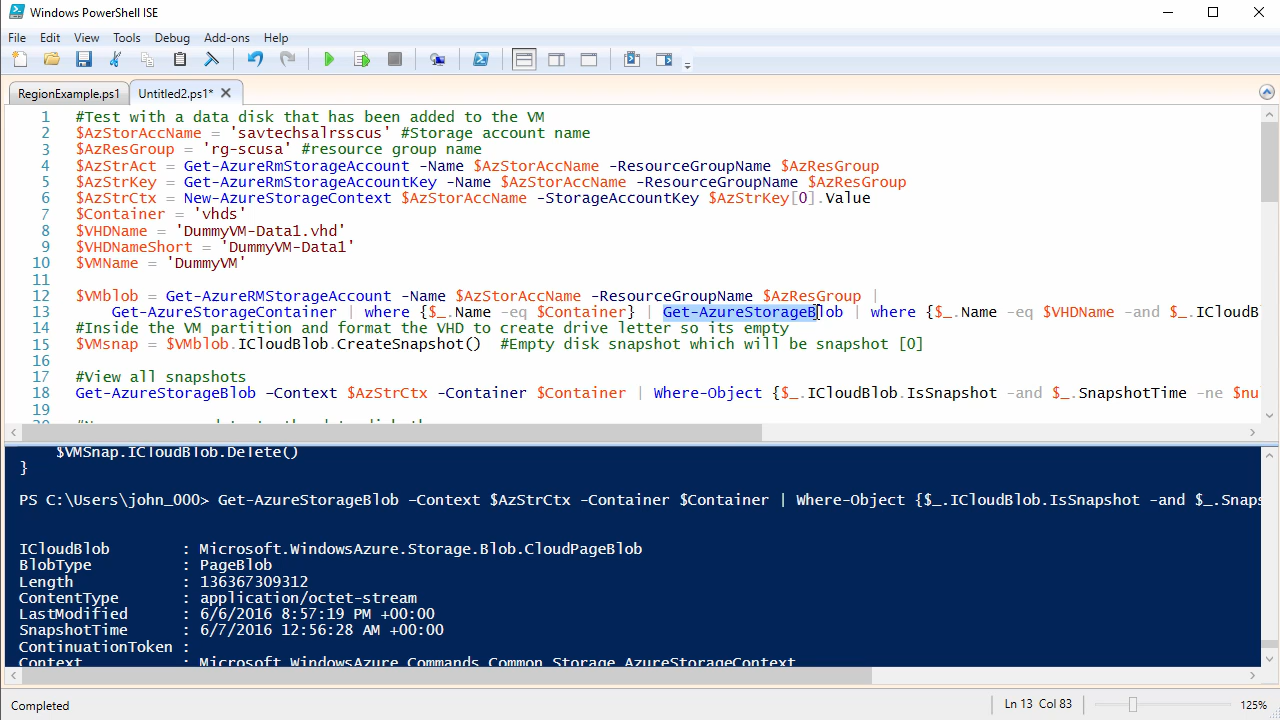 Windows PowerShell ISE
File Edit View Tools Debug Add-ons Help
RegionExample.ps1 Untitled2.ps1*
1 #Test with a data disk that has been added to the VM
2 $AzStorAccName = 'savtechsalrsscus' #Storage account name
3 $AzResGroup = 'rg-scusa' #resource group name
4 $AzStrAct = Get-AzureRmStorageAccount -Name $AzStorAccName -ResourceGroupName $AzResGroup
5 $AzStrKey = Get-AzureRmStorageAccountKey -Name $AzStorAccName -ResourceGroupName $AzResGroup
6 $AzStrCtx = New-AzureStorageContext $AzStorAccName -StorageAccountKey $AzStrKey[0].Value
7 $Container = 'vhds'
8 $VHDName = 'DummyVM-Data1.vhd'
9 $VHDNameShort = 'DummyVM-Data1'
10 $VMName = 'DummyVM'
11
12 $VMblob = Get-AzureRMStorageAccount -Name $AzStorAccName -ResourceGroupName $AzResGroup |
13 Get-AzureStorageContainer | where {$_.Name -eq $Container} | Get-AzureStorageBlob | where {$_.Name -eq $VHDName -and $_.ICloudB
14 #Inside the VM partition and format the VHD to create drive letter so its empty
15 $VMsnap = $VMblob.ICloudBlob.CreateSnapshot() #Empty disk snapshot which will be snapshot [0]
16
17 #View all snapshots
18 Get-AzureStorageBlob -Context $AzStrCtx -Container $Container | Where-Object {$_.ICloudBlob.IsSnapshot -and $_.SnapshotTime -ne $nu
19
$VMSnap.ICloudBlob.Delete()
}
PS C:\Users\john_000> Get-AzureStorageBlob -Context $AzStrCtx -Container $Container | Where-Object {$_.ICloudBlob.IsSnapshot -and $_.Snaps
ICloudBlob : Microsoft.WindowsAzure.Storage.Blob.CloudPageBlob
BlobType : PageBlob
Length : 136367309312
ContentType : application/octet-stream
LastModified : 6/6/2016 8:57:19 PM +00:00
SnapshotTime : 6/7/2016 12:56:28 AM +00:00
ContinuationToken :
Context : Microsoft.WindowsAzure.Commands.Common.Storage.AzureStorageContext
Completed Ln 13 Col 83 125%